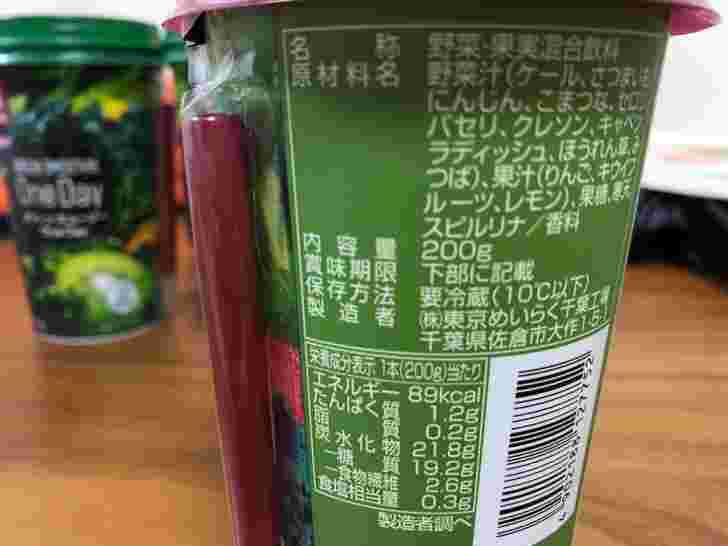 One Day
名称 野菜・果実混合飲料
原材料名 野菜汁(ケール、さつまいも
にんじん、こまつな、セロ
パセリ、クレソン、キャベ
ラディッシュ、ほうれん草、み
つば)、果汁(りんご、キウイフ
ルーツ、レモン)、果糖、寒天
スピルリナ/香料
内容量 200g
賞味期限 下部に記載
保存方法 要冷蔵(10℃以下)
製造者 ㈱東京めいらく千葉工場
千葉県佐倉市大作1-5-1
栄養成分表示 1本(200g)当たり
エネルギー 89kcal
たんぱく質 1.2g
脂質 0.2g
炭水化物 21.8g
-糖質 19.2g
-食物繊維 2.6g
食塩相当量 0.3g
製造者調べ